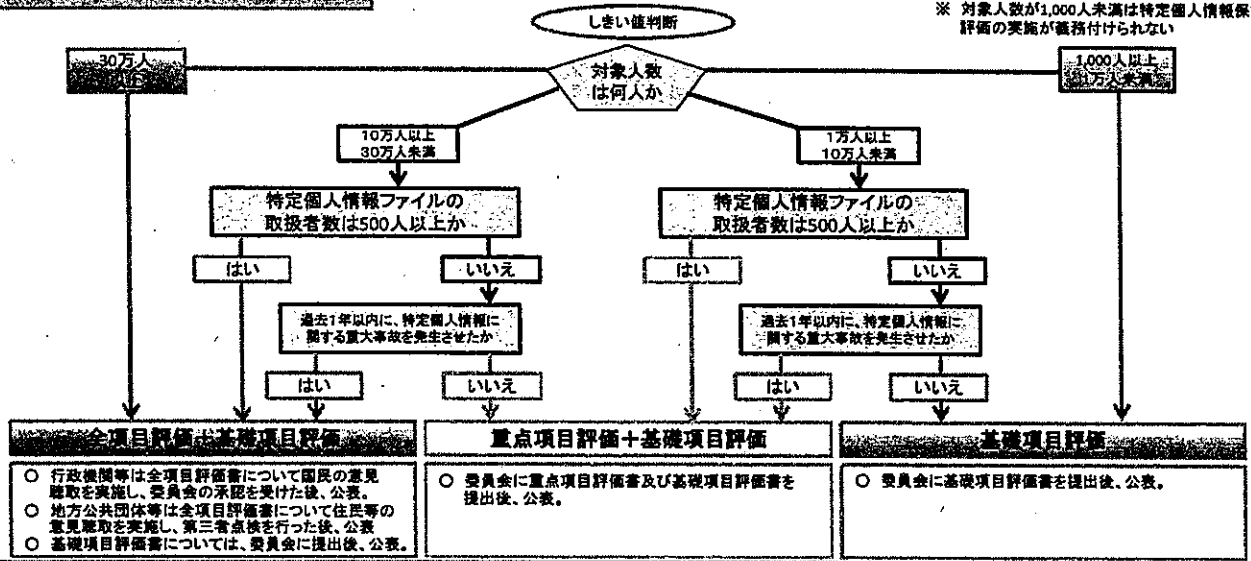 しきい値判断
※ 対象人数が1,000人未満は特定個人情報保
評価の実施が義務付けられない
30万人
以上
対象人数
は何人か
1,000人以上
1万人未満
10万人以上
30万人未満
1万人以上
10万人未満
特定個人情報ファイルの
取扱者数は500人以上か
特定個人情報ファイルの
取扱者数は500人以上か
はい
いいえ
はい
いいえ
過去1年以内に、特定個人情報に
関する重大事故を発生させたか
過去1年以内に、特定個人情報に
関する重大事故を発生させたか
はい
いいえ
はい
いいえ
全項目評価+基礎項目評価
重点項目評価+基礎項目評価
基礎項目評価
○ 行政機関等は全項目評価書について国民の意見
聴取を実施し、委員会の承認を受けた後、公表。
○ 地方公共団体等は全項目評価書について住民等の
意見聴取を実施し、第三者点検を行った後、公表
○ 基礎項目評価書については、委員会に提出後、公表。
○ 委員会に重点項目評価書及び基礎項目評価書を
提出後、公表。
○ 委員会に基礎項目評価書を提出後、公表。